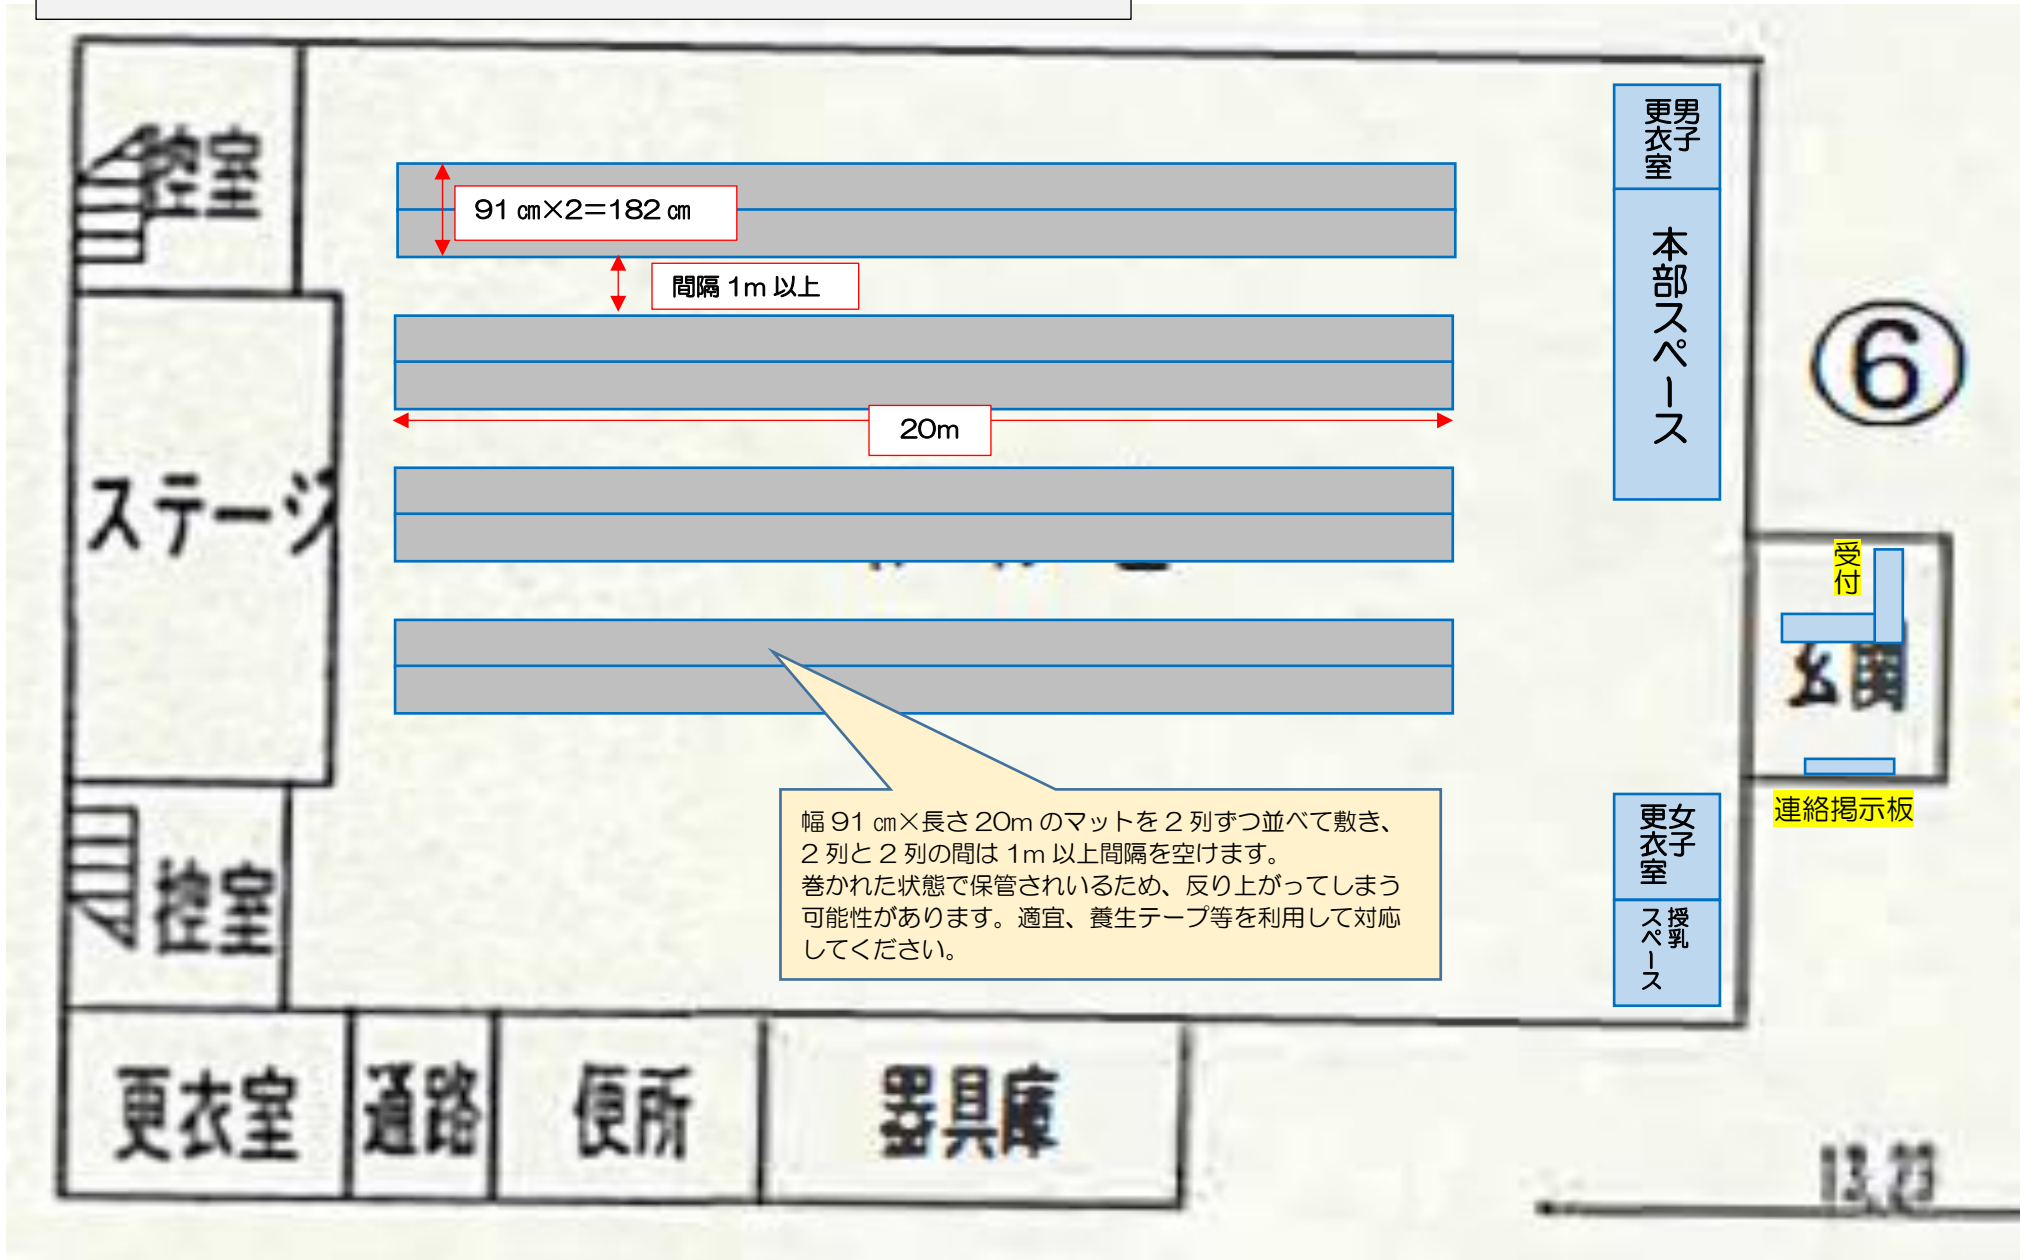 控室
91㎝×2＝182㎝
間隔 1m 以上
20m
ステージ
男子
更衣室
本部スペース
⑥
受付
玄関
連絡掲示板
幅 91㎝×長さ 20m のマットを 2 列ずつ並べて敷き、
2 列と 2 列の間は 1m 以上間隔を空けます。
巻かれた状態で保管されいるため、反り上がってしまう
可能性があります。適宜、養生テープ等を利用して対応
してください。
女子
更衣室
授乳
スペース
控室
更衣室
通路
便所
器具庫
13.23